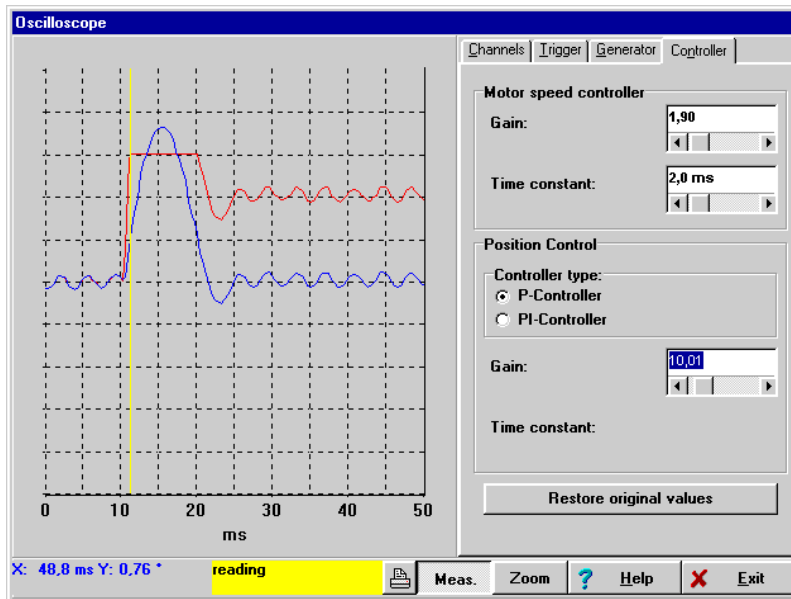 Oscilloscope
Channels Trigger Generator Controller
Motor speed controller
Gain: 1,90
Time constant: 2,0 ms
Position Control
Controller type:
P-Controller
PI-Controller
Gain: 10,01
Time constant:
Restore original values
0 10 20 30 40 50
ms
X: 48,8 ms Y: 0,76 °
reading
Meas. Zoom ? Help Exit